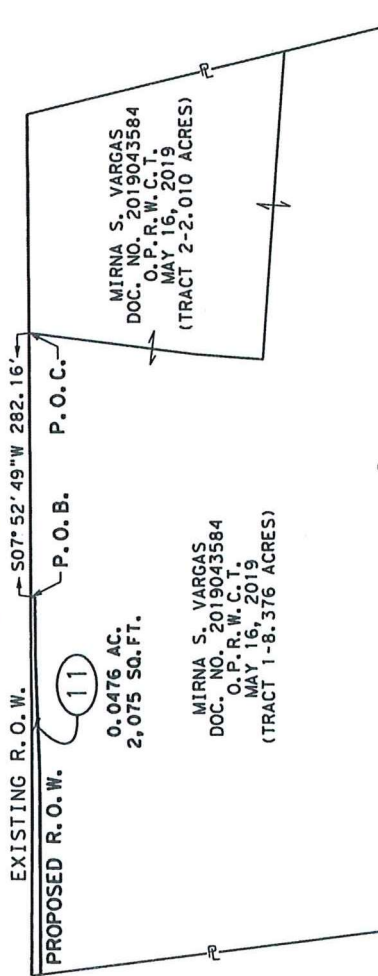 EXISTING R.O.W.
S07°52'49"W 282.16'
P.O.B.
P.O.C.
PROPOSED R.O.W.
11
0.0476 AC.
2,075 SQ.FT.
MIRNA S. VARGAS
DOC. NO. 2019043584
O.P.R.W.C.T.
MAY 16, 2019
(TRACT 2-2.010 ACRES)
MIRNA S. VARGAS
DOC. NO. 2019043584
O.P.R.W.C.T.
MAY 16, 2019
(TRACT 1-8.376 ACRES)
PL
PL